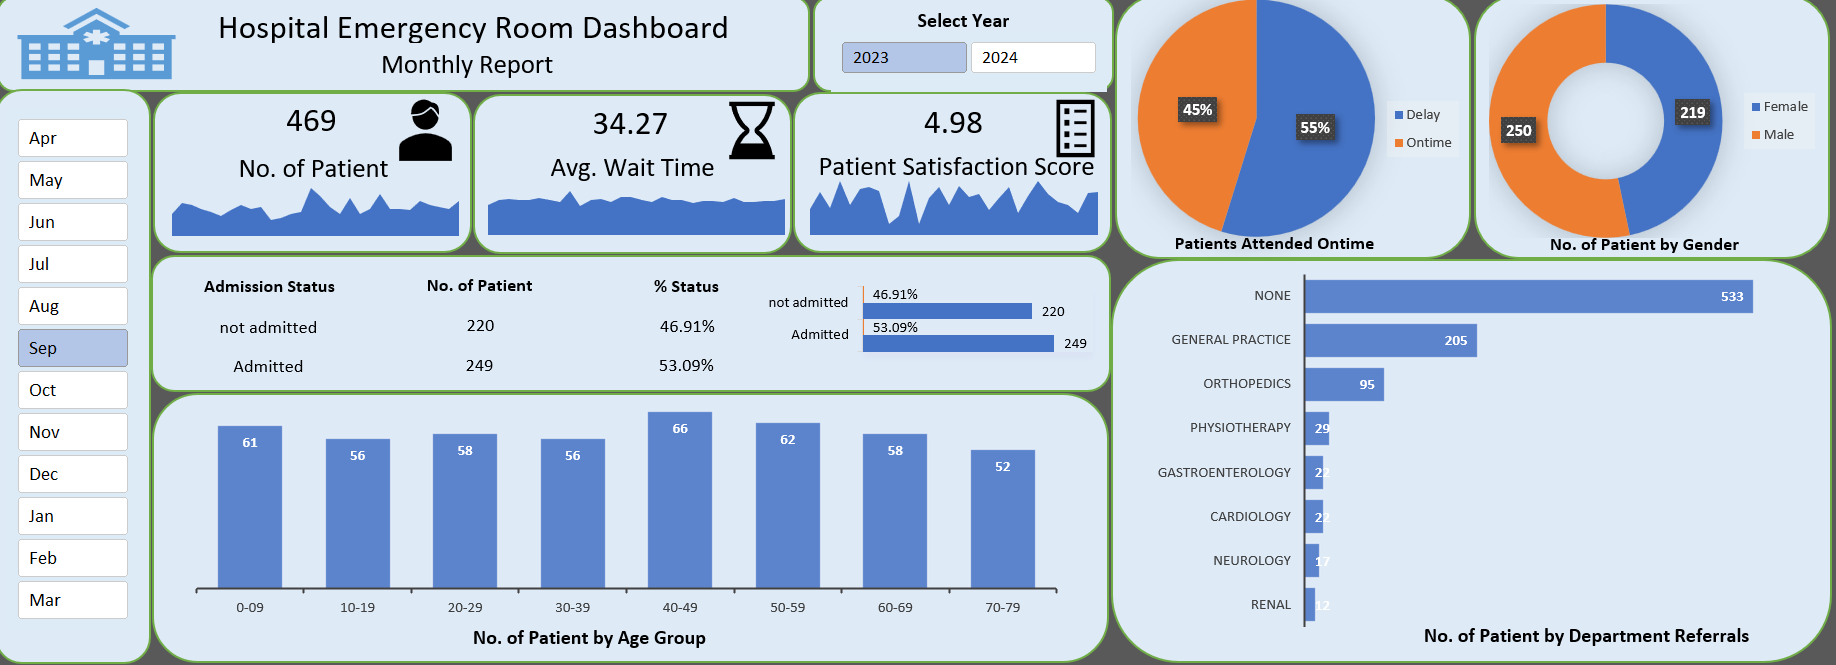 Hospital Emergency Room Dashboard
Monthly Report
Select Year
2023
2024
Apr
May
Jun
Jul
Aug
Sep
Oct
Nov
Dec
Jan
Feb
Mar
469
No. of Patient
34.27
Avg. Wait Time
4.98
Patient Satisfaction Score
45%
55%
Delay
Ontime
Patients Attended Ontime
250
219
Female
Male
No. of Patient by Gender
Admission Status No. of Patient % Status
not admitted 220 46.91%
Admitted 249 53.09%
not admitted 46.91% 220
Admitted 53.09% 249
61
56
58
56
66
62
58
52
0-09 10-19 20-29 30-39 40-49 50-59 60-69 70-79
No. of Patient by Age Group
NONE 533
GENERAL PRACTICE 205
ORTHOPEDICS 95
PHYSIOTHERAPY 29
GASTROENTEROLOGY 22
CARDIOLOGY 22
NEUROLOGY 17
RENAL 12
No. of Patient by Department Referrals